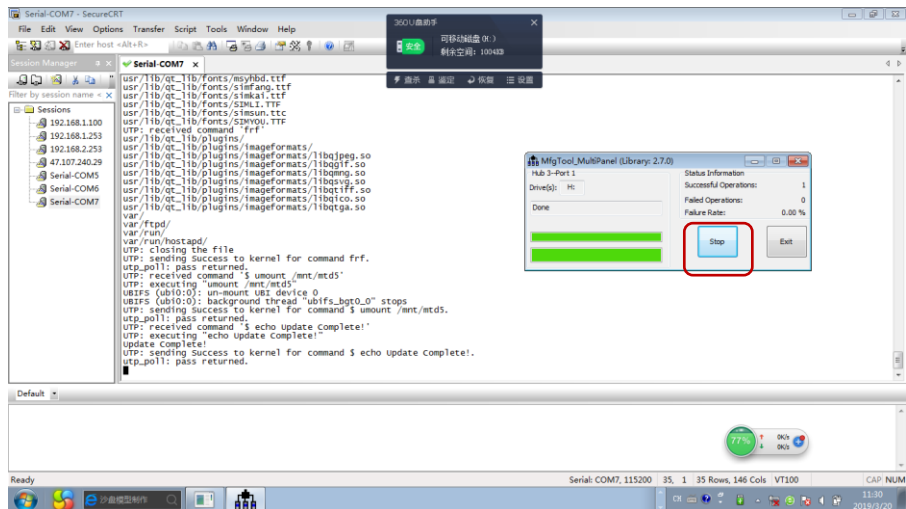 Serial-COM7 - SecureCRT
File Edit View Options Transfer Script Tools Window Help
Enter host <Alt+R>
Session Manager
Serial-COM7 x
Filter by session name <
Sessions
192.168.1.100
192.168.1.253
192.168.2.253
47.107.240.29
Serial-COM5
Serial-COM6
Serial-COM7
usr/lib/qt_lib/fonts/msyhbd.ttf
usr/lib/qt_lib/fonts/simfang.ttf
usr/lib/qt_lib/fonts/simkai.ttf
usr/lib/qt_lib/fonts/SIMLI.TTF
usr/lib/qt_lib/fonts/simsun.ttc
usr/lib/qt_lib/fonts/SIMYOU.TTF
UTP: received command 'frf'
usr/lib/qt_lib/plugins/
usr/lib/qt_lib/plugins/imageformats/
usr/lib/qt_lib/plugins/imageformats/libqjpeg.so
usr/lib/qt_lib/plugins/imageformats/libqgif.so
usr/lib/qt_lib/plugins/imageformats/libqmng.so
usr/lib/qt_lib/plugins/imageformats/libqsvg.so
usr/lib/qt_lib/plugins/imageformats/libqtiff.so
usr/lib/qt_lib/plugins/imageformats/libqico.so
usr/lib/qt_lib/plugins/imageformats/libqtga.so
var/
var/ftpd/
var/run/
var/run/hostapd/
UTP: closing the file
UTP: sending Success to kernel for command frf.
utp_poll: pass returned.
UTP: received command '$ umount /mnt/mtd5'
UTP: executing "umount /mnt/mtd5"
UBIFS (ubi0:0): un-mount UBI device 0
UBIFS (ubi0:0): background thread "ubifs_bgt0_0" stops
UTP: sending Success to kernel for command $ umount /mnt/mtd5.
utp_poll: pass returned.
UTP: received command '$ echo Update Complete!'
UTP: executing "echo Update Complete!"
Update Complete!
UTP: sending Success to kernel for command $ echo Update Complete!.
utp_poll: pass returned.
360U盘助手
安全
可移动磁盘(H:)
剩余空间: 1004KB
恢复
设置
MfgTool_MultiPanel (Library: 2.7.0)
Hub 3--Port 1
Drive(s): H:
Done
Status Information
Successful Operations: 1
Failed Operations: 0
Failure Rate: 0.00 %
Stop
Exit
Default
77%
0K/s
0K/s
Ready
Serial: COM7, 115200 35, 1 35 Rows, 146 Cols VT100 CAP NUM
沙盘模型制作
CH
11:30
2019/3/20